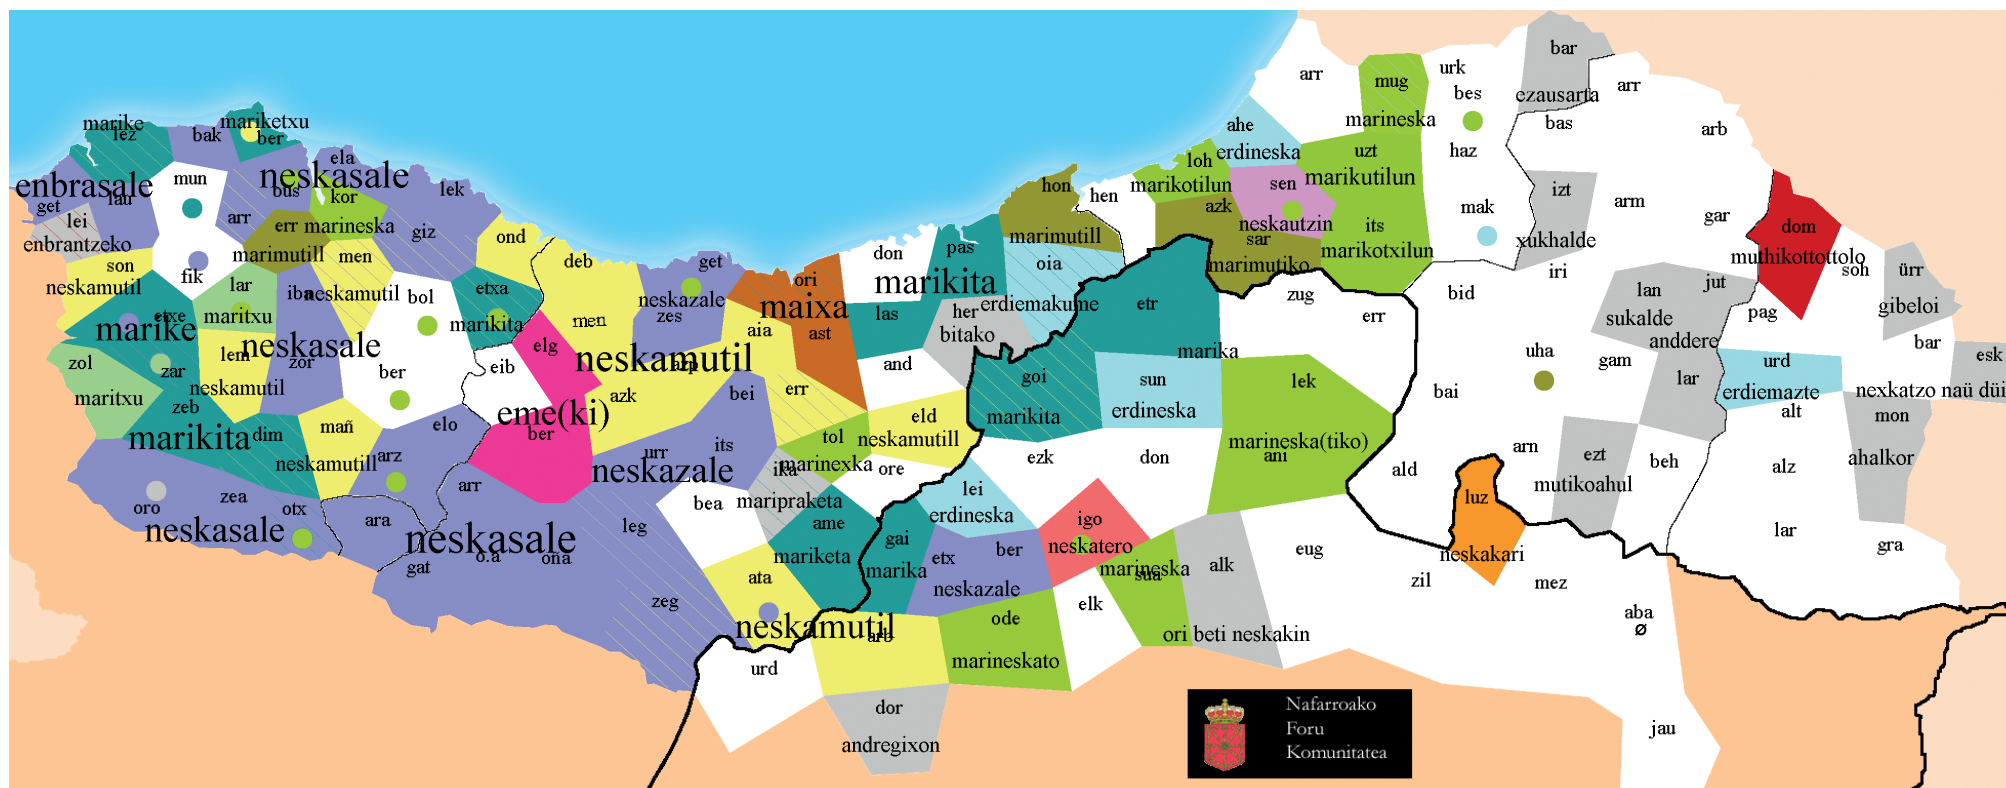 bar
arr
urk
mug
arr
bes
ezausarta
marike
mariketxu
lez
bak
ber
marineska
bas
arb
ahe
erdineska
uzt
haz
ela
loh
mun
neskasale
marikutilun
enbrasale
lek
hon
hen
marikotilun
sen
izt
bus
kor
lau
get
azk
mak
arm
gar
lei
arr
err
marineska
giz
ond
marimutill
neskautzin
its
dom
enbrantzeko
marimutill
pas
sar
marikotxilun
xukhalde
muthikottottolo
son
men
deb
get
don
oia
marimutiko
iri
soh
ürr
neskamutil
fik
lar
iba
neskamutil
bol
etxa
ori
marikita
zug
bid
lan
jut
maritxu
neskazale
maixa
erdiemakume
etr
gibeloi
etxe
marike
marikita
men
zes
las
her
err
sukalde
pag
aia
ast
bitako
anddere
bar
neskasale
elg
lem
zor
neskamutil
azp
and
marika
uha
gam
urd
esk
zol
zar
eib
goi
sun
lek
lar
ber
neskamutil
err
bai
erdiemazte
nexkatzo
naü düi
maritxu
zeb
azk
bei
erdineska
alt
mon
eme(ki)
marikita
eld
marikita
dim
mañ
elo
ber
its
tol
neskamutill
marineska(tiko)
arn
neskamutill
arz
urr
ika
marinexka
ani
ezt
beh
ahalkor
neskazale
ore
ezk
don
ald
alz
arr
mutikoahul
oro
zea
otx
bea
maripraketa
lei
luz
neskasale
ara
leg
ame
erdineska
igo
lar
neskasale
gai
neskatero
eug
gra
gat
o.a
oña
mariketa
etx
ber
neskakari
marika
marineska
alk
zil
mez
ata
sua
neskazale
zeg
elk
aba
ø
neskamutil
arb
ode
ori beti neskakin
urd
marineskato
dor
Nafarroako
Foru
Komunitatea
jau
andregixon